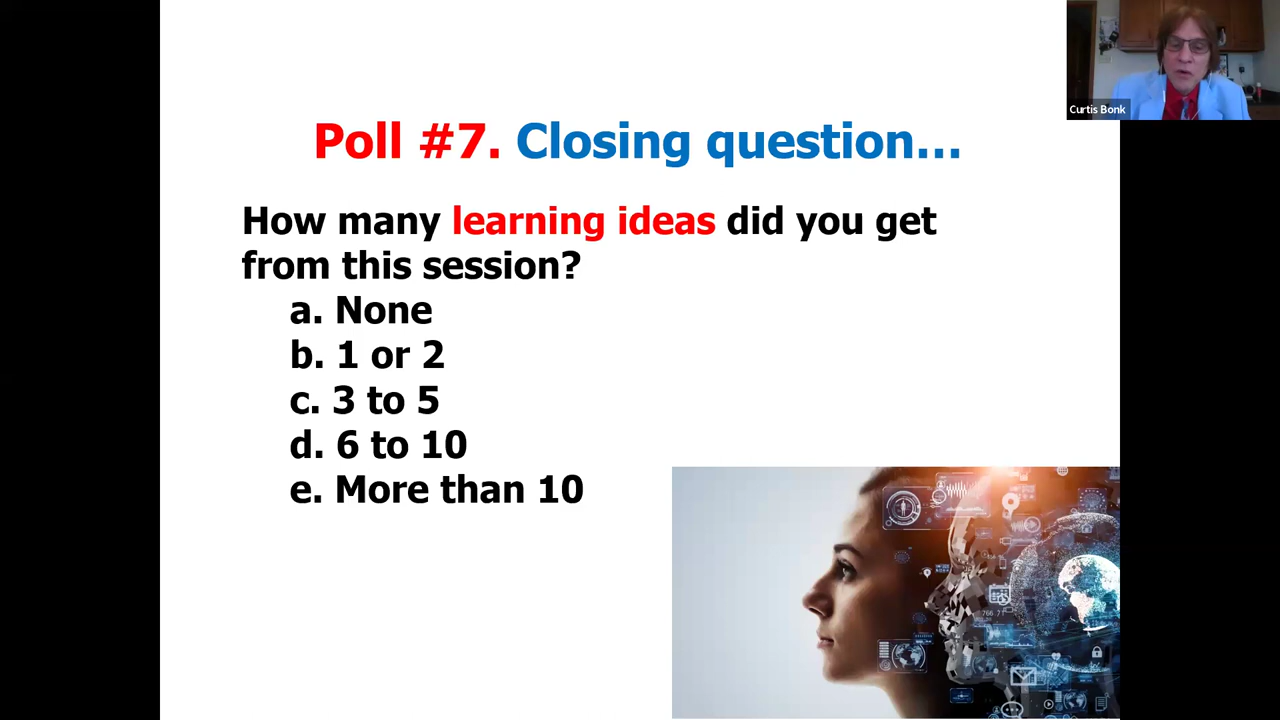 Curtis Bonk
Poll #7. Closing question...
How many learning ideas did you get
from this session?
a. None
b. 1 or 2
c. 3 to 5
d. 6 to 10
e. More than 10